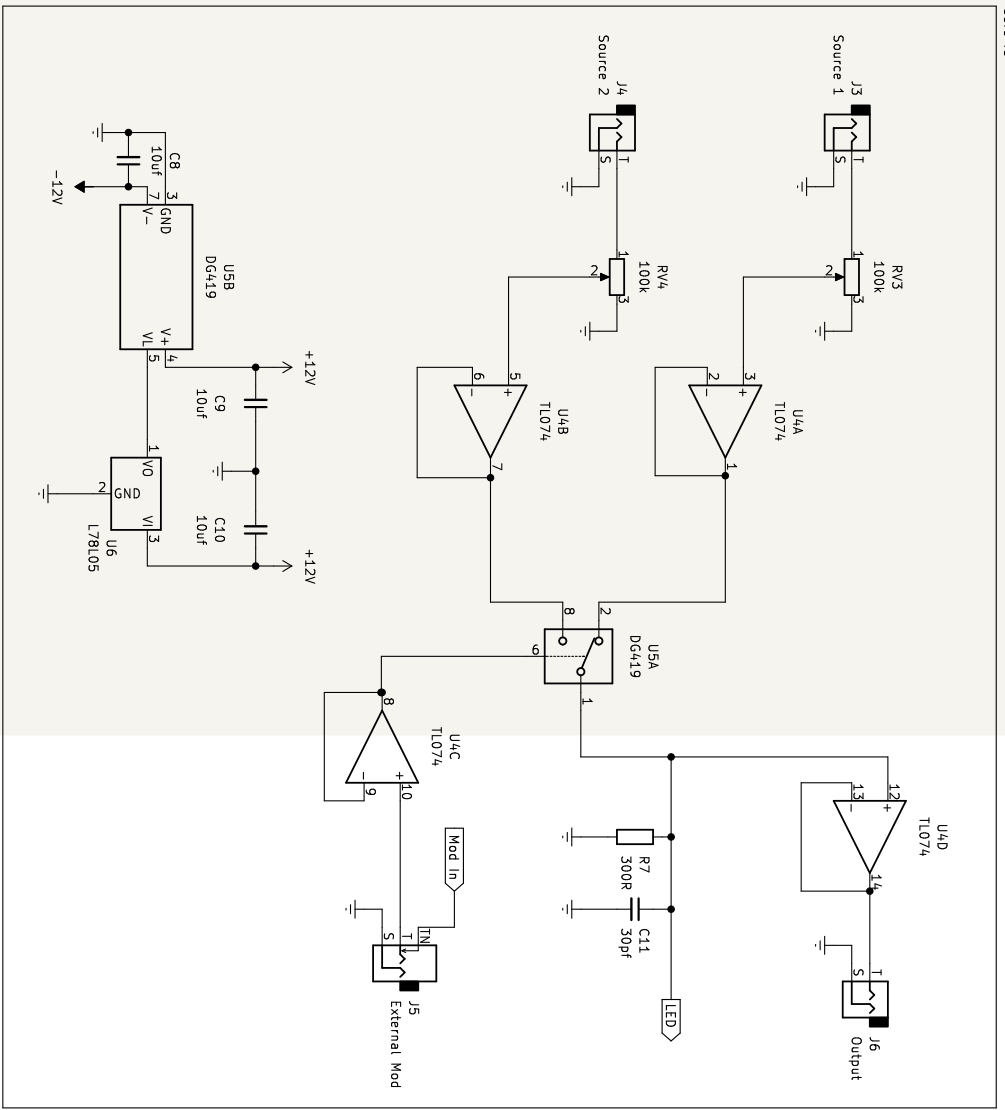 J3
Source 1
T
S
RV3
100k
1
2
3
U4A
TL074
3
2
+
-
1
J4
Source 2
T
S
RV4
100k
1
2
3
U4B
TL074
5
6
+
-
7
U5A
DG419
2
8
6
1
U4D
TL074
12
13
+
-
14
J6
Output
T
S
R7
300R
C11
30pf
LED
U4C
TL074
10
9
+
-
8
Mod In
TN
T
S
J5
External Mod
C8
10uf
-12V
3
7
GND
V-
U5B
DG419
V+
VL
4
5
+12V
C9
10uf
C10
10uf
+12V
1
VO
2
GND
VI
3
U6
L78L05